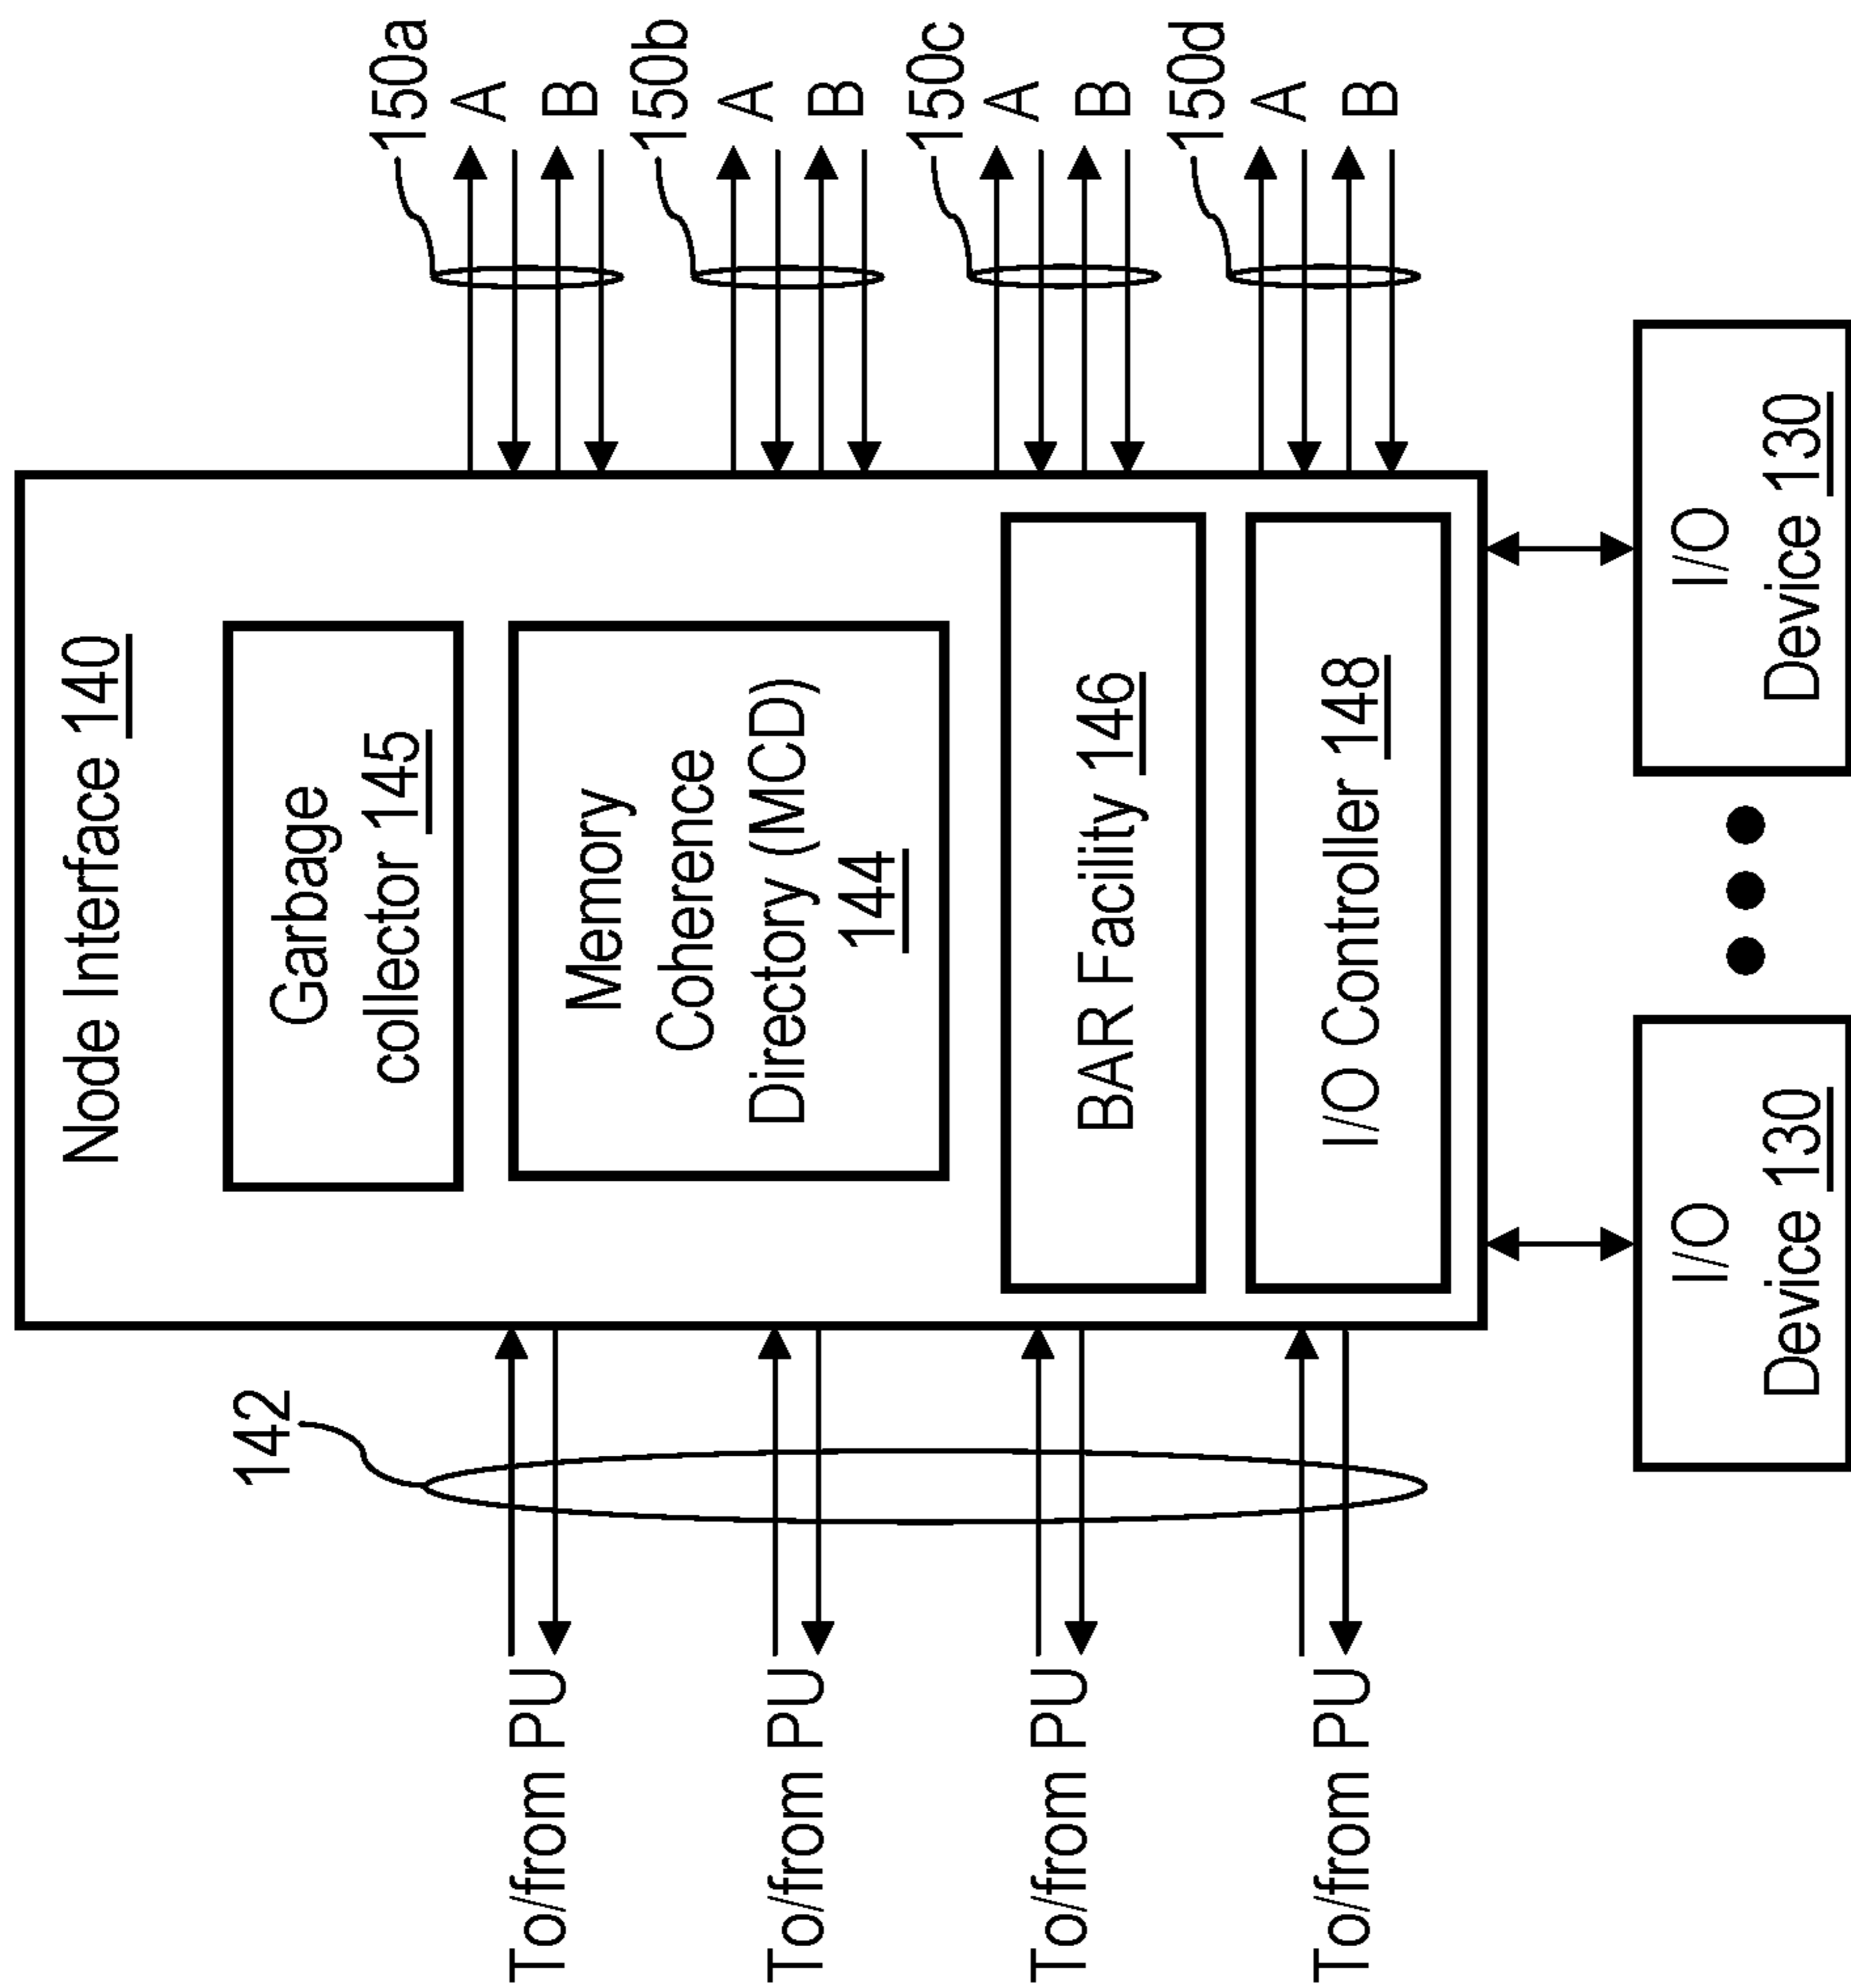 Node Interface 140
Garbage
collector 145
Memory
Coherence
Directory (MCD)
144
BAR Facility 146
I/O Controller 148
142
To/from PU
To/from PU
To/from PU
To/from PU
150a
A
B
150b
A
B
150c
A
B
150d
A
B
I/O
Device 130
I/O
Device 130